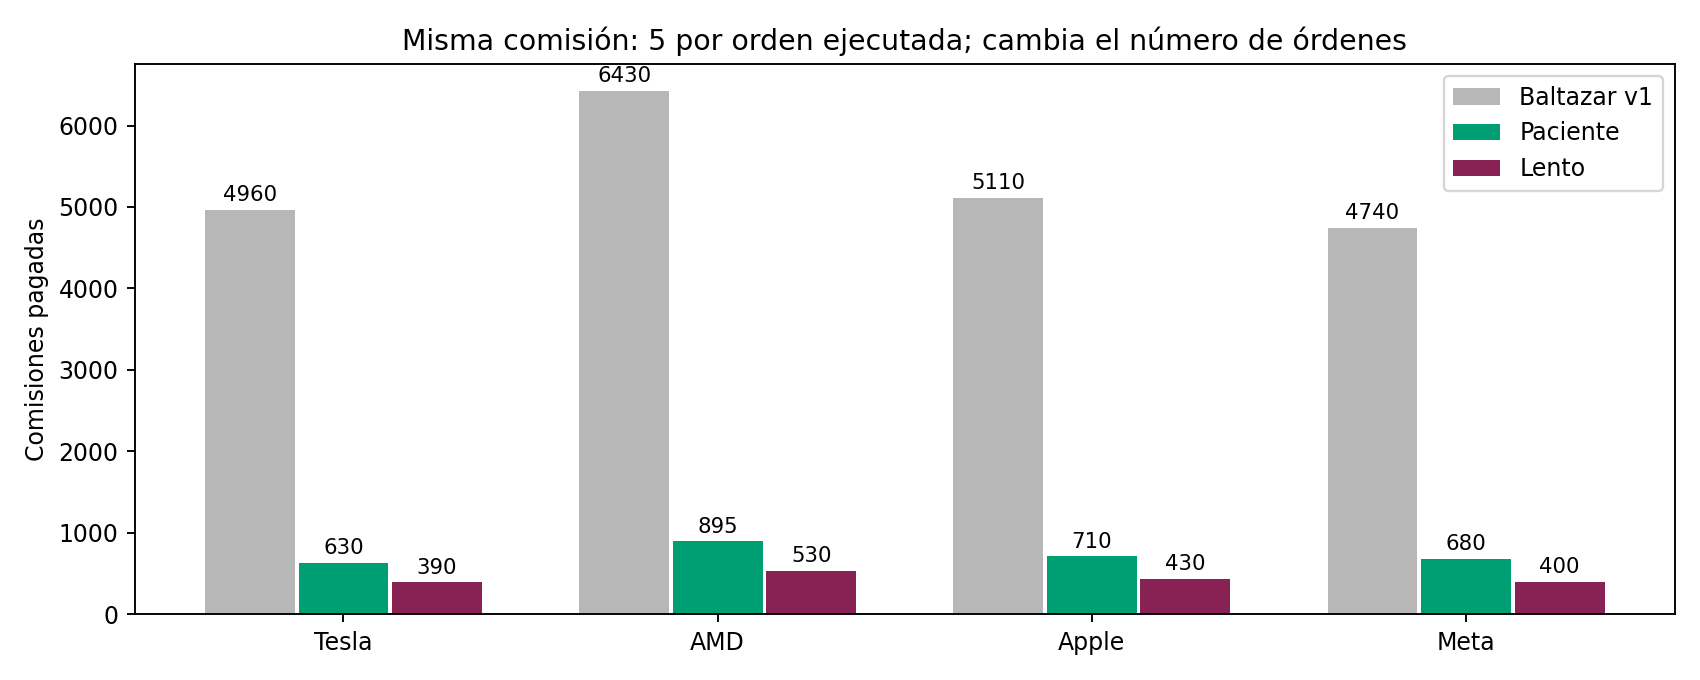 Misma comisión: 5 por orden ejecutada; cambia el número de órdenes
Baltazar v1
Paciente
Lento
Comisiones pagadas
6000
5000
4000
3000
2000
1000
0
4960
630
390
6430
895
530
5110
710
430
4740
680
400
Tesla
AMD
Apple
Meta